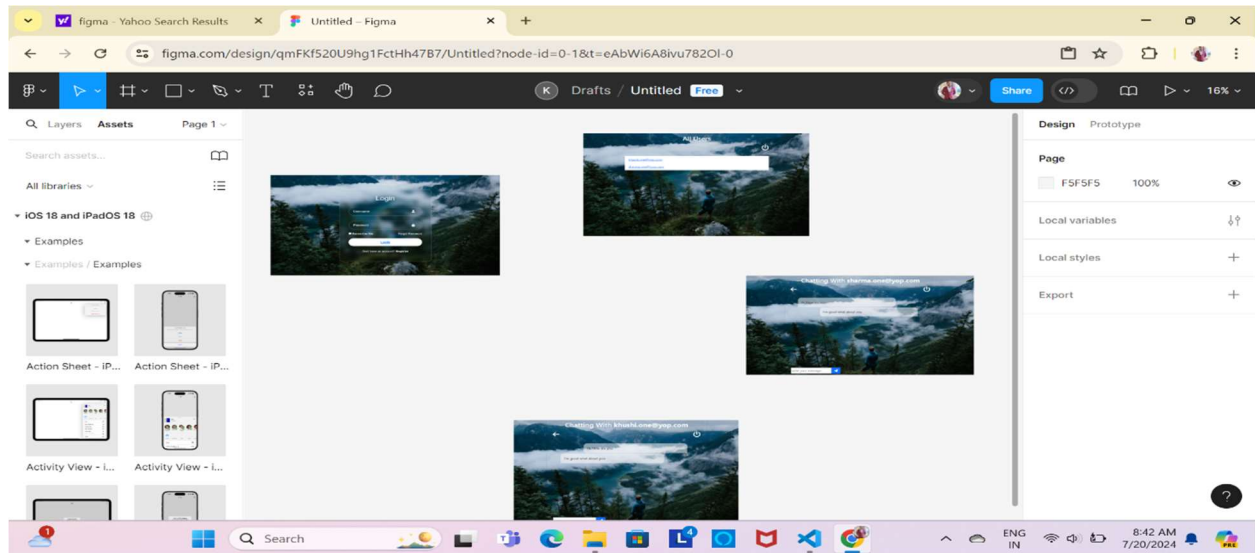 figma - Yahoo Search Results
Untitled – Figma
figma.com/design/qmFKf520U9hg1FctHh47B7/Untitled?node-id=0-1&t=eAbWi6A8ivu782Ol-0
K Drafts / Untitled Free
Share
16%
Layers Assets Page 1
Search assets...
All libraries
iOS 18 and iPadOS 18
Examples
Examples / Examples
Action Sheet - iP...
Action Sheet - iP...
Activity View - i...
Activity View - i...
All Users
Login
Chatting With sharma.one@yop.com
Chatting With khushi.one@yop.com
Design Prototype
Page
F5F5F5 100%
Local variables
Local styles
Export
?
1
Search
4
ENG
IN
8:42 AM
7/20/2024
PRE